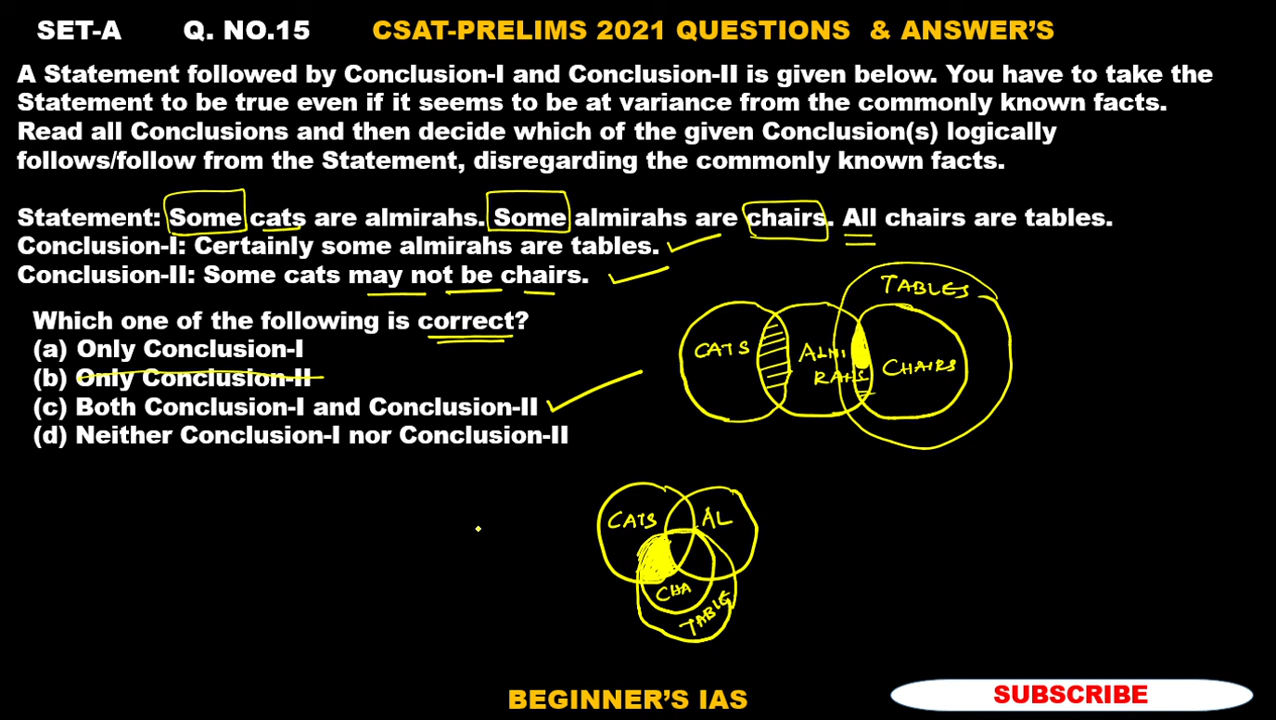 SET-A Q. NO.15 CSAT-PRELIMS 2021 QUESTIONS & ANSWER’S
A Statement followed by Conclusion-I and Conclusion-II is given below. You have to take the
Statement to be true even if it seems to be at variance from the commonly known facts.
Read all Conclusions and then decide which of the given Conclusion(s) logically
follows/follow from the Statement, disregarding the commonly known facts.
Statement: Some cats are almirahs. Some almirahs are chairs. All chairs are tables.
Conclusion-I: Certainly some almirahs are tables.
Conclusion-II: Some cats may not be chairs.
Which one of the following is correct?
(a) Only Conclusion-I
(b) Only Conclusion-II
(c) Both Conclusion-I and Conclusion-II
(d) Neither Conclusion-I nor Conclusion-II
TABLES
CATS ALMI
RAHS CHAIRS
CATS AL
CHA
TABLE
BEGINNER’S IAS
SUBSCRIBE